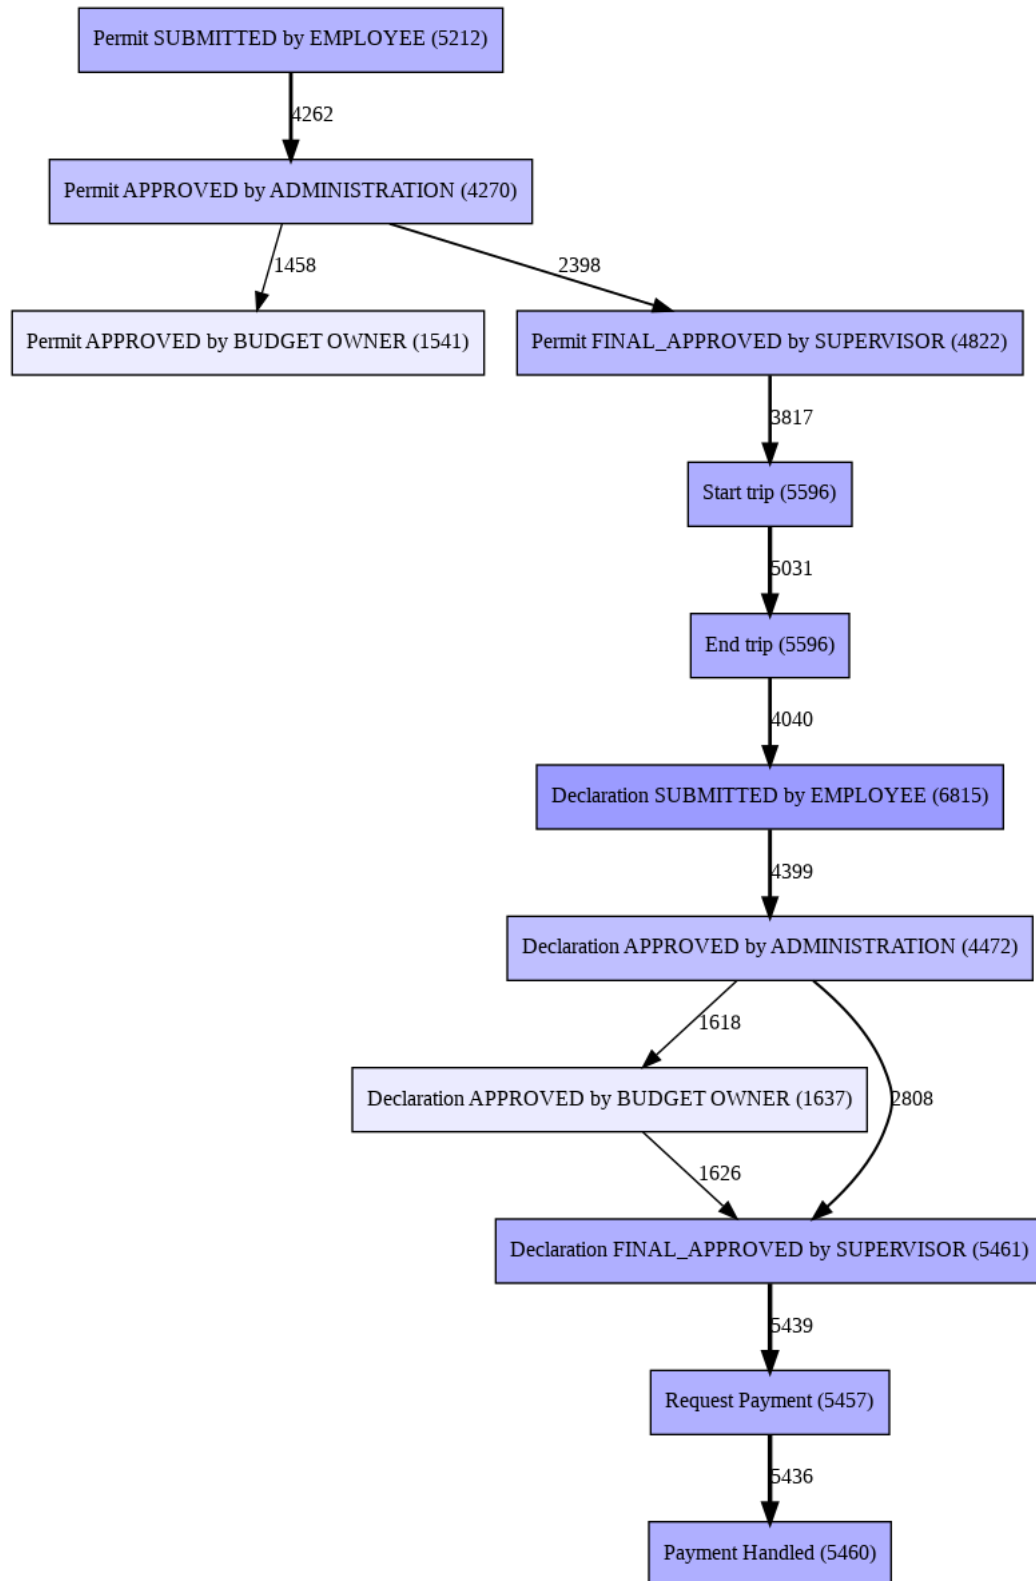 Permit SUBMITTED by EMPLOYEE (5212)
4262
Permit APPROVED by ADMINISTRATION (4270)
1458
2398
Permit APPROVED by BUDGET OWNER (1541)
Permit FINAL_APPROVED by SUPERVISOR (4822)
3817
Start trip (5596)
5031
End trip (5596)
4040
Declaration SUBMITTED by EMPLOYEE (6815)
4399
Declaration APPROVED by ADMINISTRATION (4472)
1618
Declaration APPROVED by BUDGET OWNER (1637)
2808
1626
Declaration FINAL_APPROVED by SUPERVISOR (5461)
5439
Request Payment (5457)
5436
Payment Handled (5460)